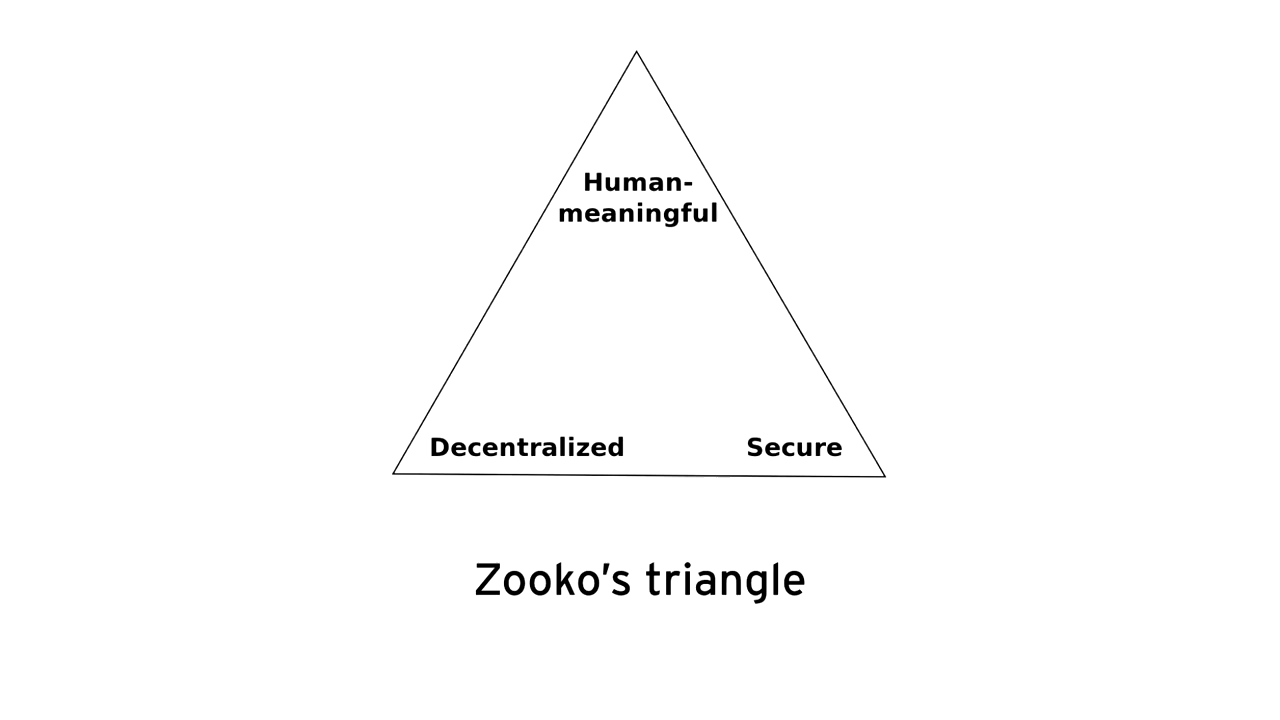 Human-
meaningful
Decentralized
Secure
Zooko’s triangle